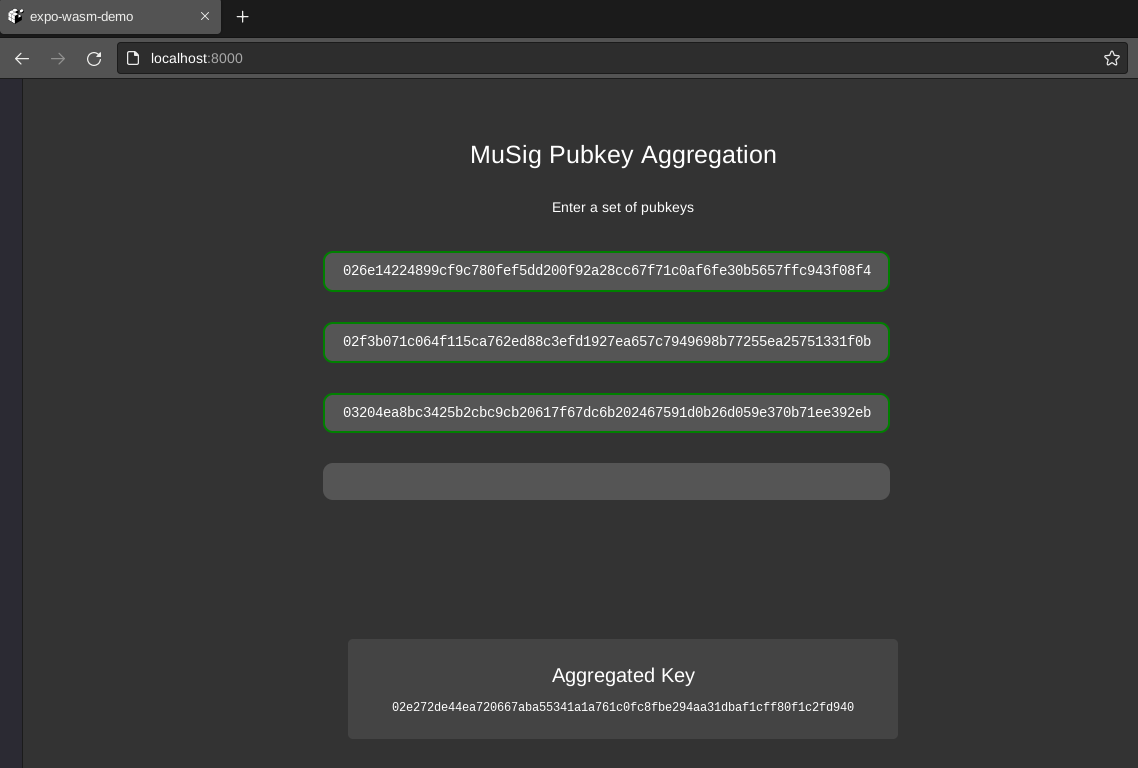 expo-wasm-demo
localhost:8000
MuSig Pubkey Aggregation
Enter a set of pubkeys
026e14224899cf9c780fef5dd200f92a28cc67f71c0af6fe30b5657ffc943f08f4
02f3b071c064f115ca762ed88c3efd1927ea657c7949698b77255ea25751331f0b
03204ea8bc3425b2cbc9cb20617f67dc6b202467591d0b26d059e370b71ee392eb
Aggregated Key
02e272de44ea720667aba55341a1a761c0fc8fbe294aa31dbaf1cff80f1c2fd940